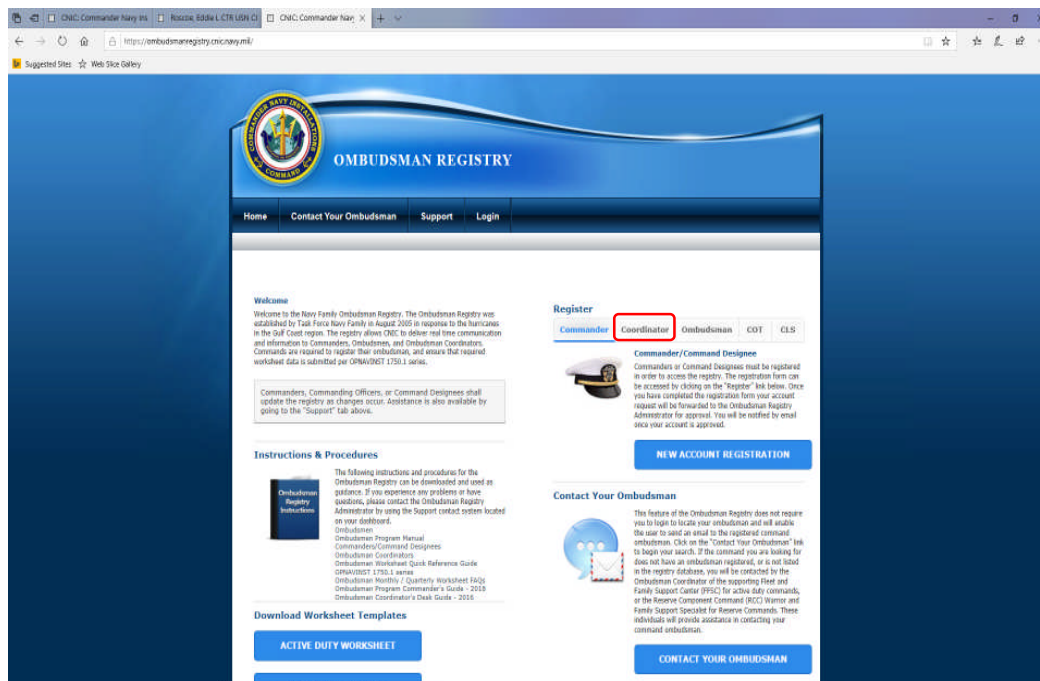 CNIC: Commander Navy Ins
Roscoe, Eddie L CTR USN CI
CNIC: Commander Navy
https://ombudsmanregistry.cnic.navy.mil/
Suggested Sites
Web Slice Gallery
COMMANDER NAVY INSTALLATIONS COMMAND
OMBUDSMAN REGISTRY
Home
Contact Your Ombudsman
Support
Login
Welcome
Welcome to the Navy Family Ombudsman Registry. The Ombudsman Registry was
established by Task Force Navy Family in August 2005 in response to the hurricanes
in the Gulf Coast region. The registry allows CNIC to deliver real time communication
and information to Commanders, Ombudsmen, and Ombudsman Coordinators.
Commands are required to register their ombudsman, and ensure that required
worksheet data is submitted per OPNAVINST 1750.1 series.
Commanders, Commanding Officers, or Command Designees shall
update the registry as changes occur. Assistance is also available by
going to the "Support" tab above.
Instructions & Procedures
Ombudsman
Registry
Instructions
The following instructions and procedures for the
Ombudsman Registry can be downloaded and used as
guidance. If you experience any problems or have
questions, please contact the Ombudsman Registry
Administrator by using the Support contact system located
on your dashboard.
Ombudsmen
Ombudsman Program Manual
Commanders/Command Designees
Ombudsman Coordinators
Ombudsman Worksheet Quick Reference Guide
OPNAVINST 1750.1 series
Ombudsman Monthly / Quarterly Worksheet FAQs
Ombudsman Program Commander's Guide - 2018
Ombudsman Coordinator's Desk Guide - 2016
Download Worksheet Templates
ACTIVE DUTY WORKSHEET
Register
Commander
Coordinator
Ombudsman
COT
CLS
Commander/Command Designee
Commanders or Command Designees must be registered
in order to access the registry. The registration form can
be accessed by clicking on the "Register" link below. Once
you have completed the registration form your account
request will be forwarded to the Ombudsman Registry
Administrator for approval. You will be notified by email
once your account is approved.
NEW ACCOUNT REGISTRATION
Contact Your Ombudsman
This feature of the Ombudsman Registry does not require
you to login to locate your ombudsman and will enable
the user to send an email to the registered command
ombudsman. Click on the "Contact Your Ombudsman" link
to begin your search. If the command you are looking for
does not have an ombudsman registered, or is not listed
in the registry database, you will be contacted by the
Ombudsman Coordinator of the supporting Fleet and
Family Support Center (FFSC) for active duty commands,
or the Reserve Component Command (RCC) Warrior and
Family Support Specialist for Reserve Commands. These
individuals will provide assistance in contacting your
command ombudsman.
CONTACT YOUR OMBUDSMAN